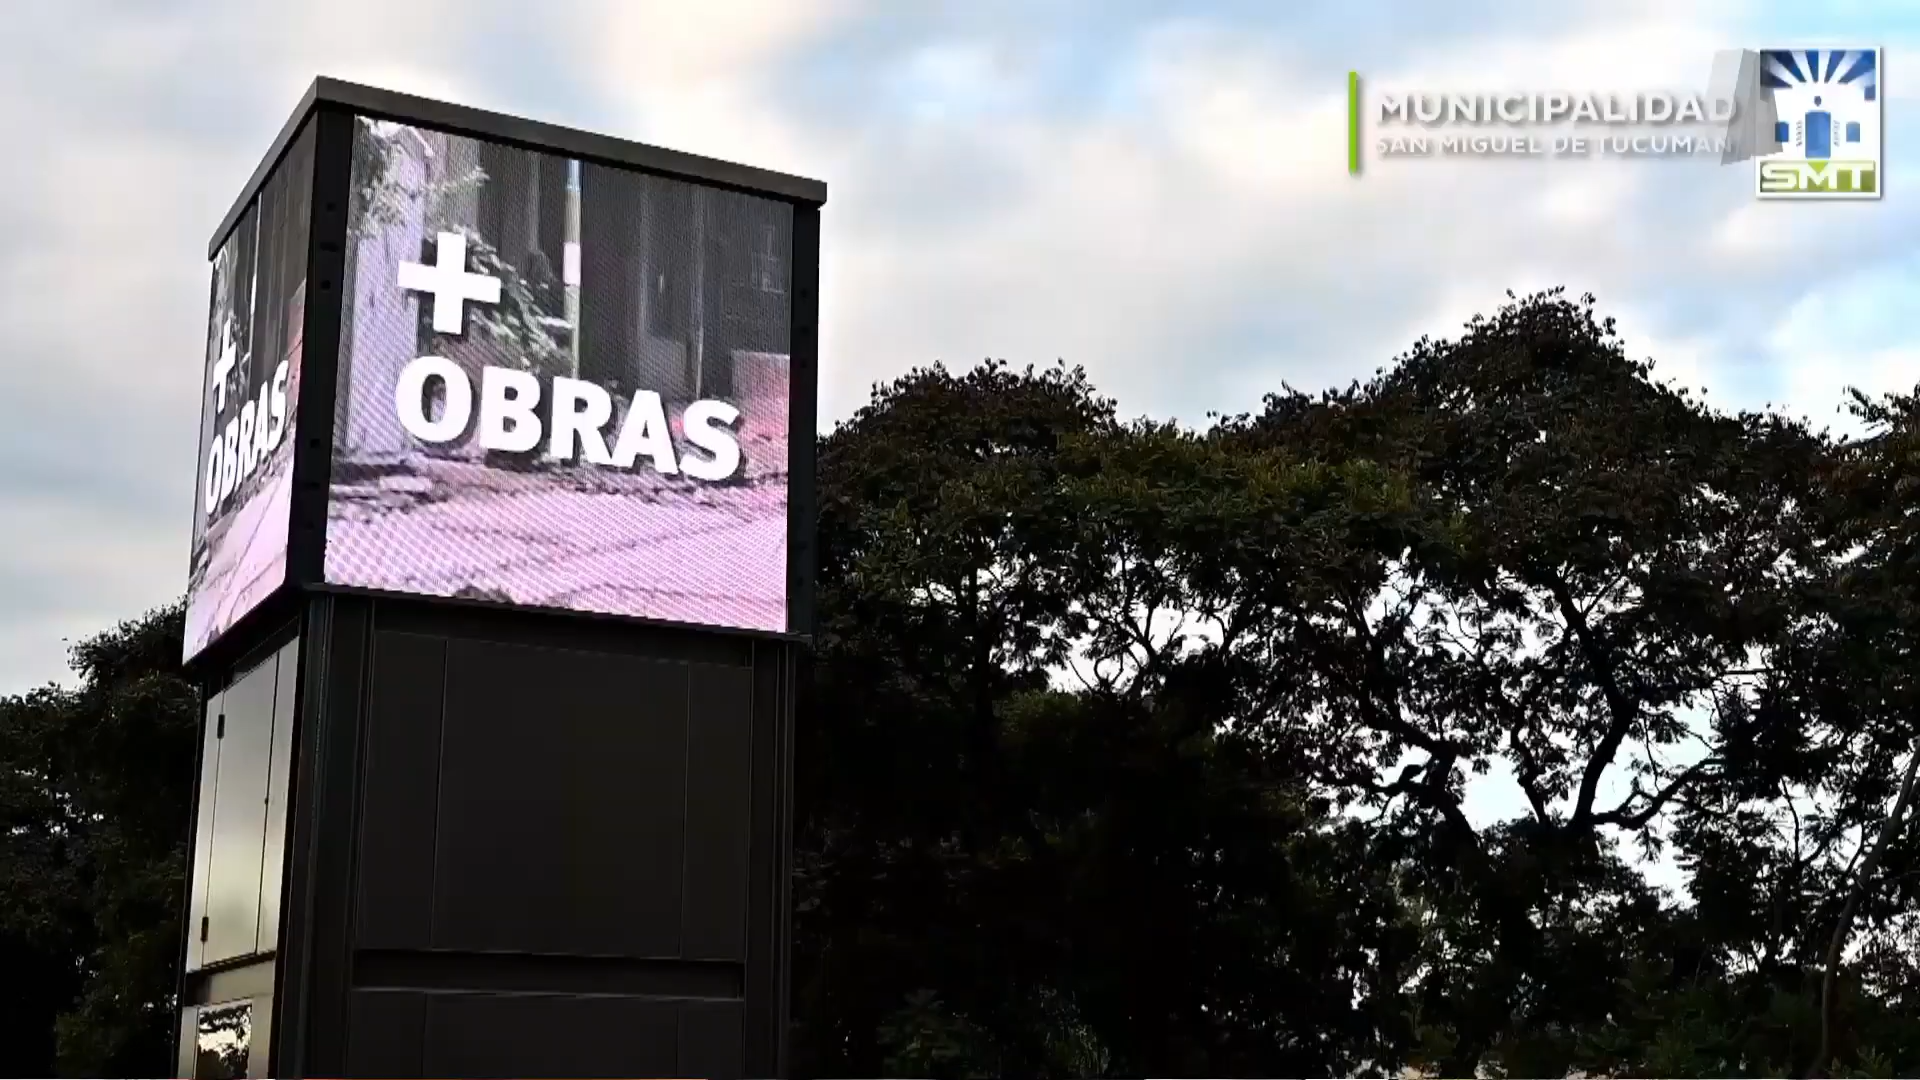 MUNICIPALIDAD
SAN MIGUEL DE TUCUMAN
SMT
+
OBRAS
+
OBRAS